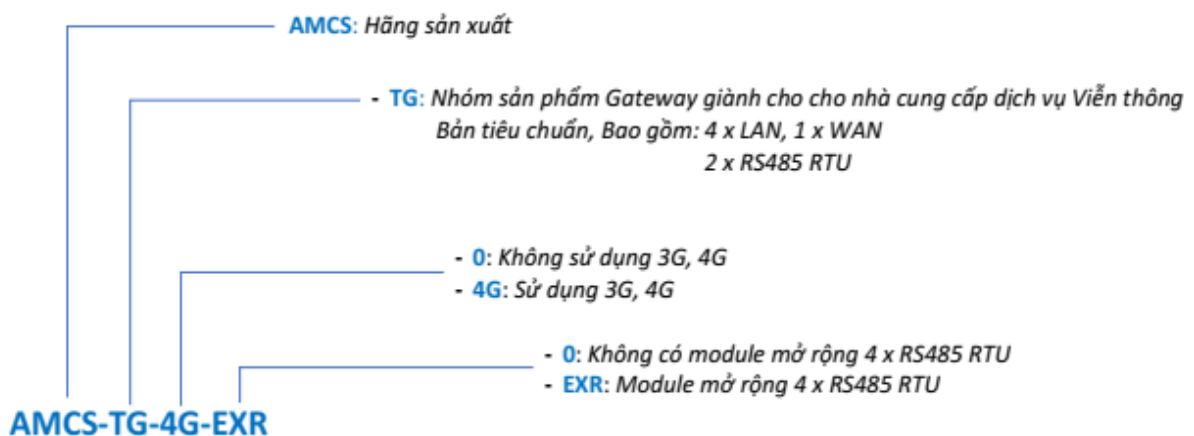 AMCS: Hãng sản xuất
- TG: Nhóm sản phẩm Gateway giành cho cho nhà cung cấp dịch vụ Viễn thông
Bản tiêu chuẩn, Bao gồm: 4 x LAN, 1 x WAN
2 x RS485 RTU
- 0: Không sử dụng 3G, 4G
- 4G: Sử dụng 3G, 4G
- 0: Không có module mở rộng 4 x RS485 RTU
- EXR: Module mở rộng 4 x RS485 RTU
AMCS-TG-4G-EXR